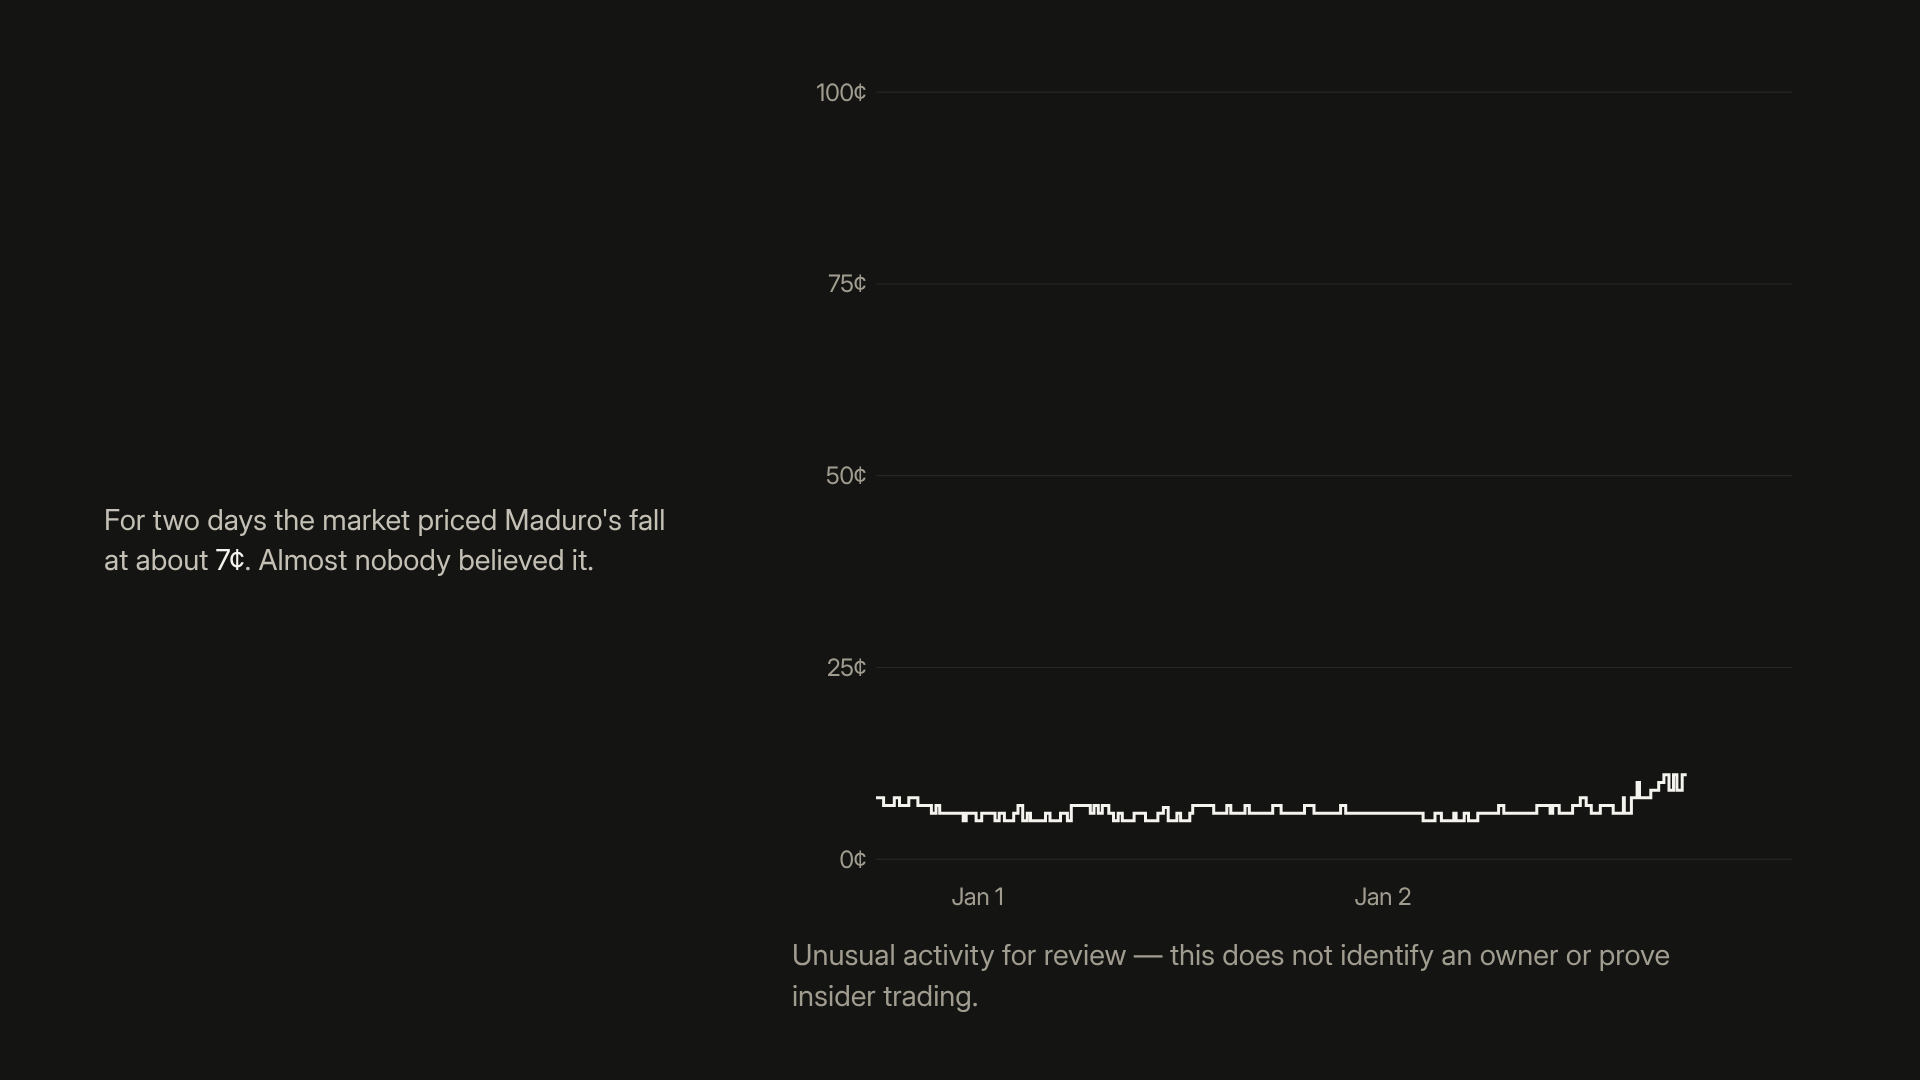 For two days the market priced Maduro's fall
at about 7¢. Almost nobody believed it.
100¢
75¢
50¢
25¢
0¢
Jan 1
Jan 2
Unusual activity for review — this does not identify an owner or prove
insider trading.